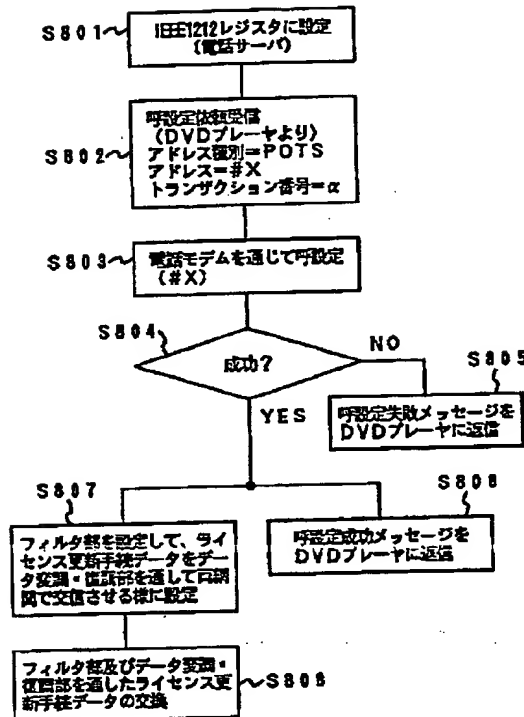 S801
IEEE1212レジスタに設定
(電話サーバ)
S802
呼設定依頼受信
(DVDプレーヤより)
アドレス種別=POTS
アドレス=#X
トランザクション番号=α
S803
電話モデムを通じて呼設定
(#X)
S804
成功?
NO
S805
呼設定失敗メッセージを
DVDプレーヤに返信
YES
S807
フィルタ部を設定して、ライ
センス更新手続データをデー
タ変調・復調部を通して両網
間で交信させる様に設定
S806
呼設定成功メッセージを
DVDプレーヤに返信
フィルタ部及びデータ変調・
復調部を通したライセンス更
新手続データの交換
S808